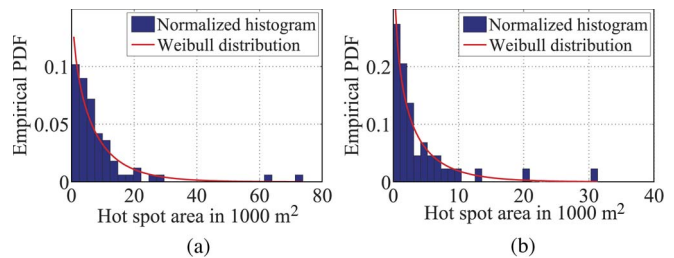 Normalized histogram
Weibull distribution
Empirical PDF
0.1
0.05
0
0 20 40 60 80
Hot spot area in 1000 m²
(a)
Normalized histogram
Weibull distribution
Empirical PDF
0.2
0.1
0
0 10 20 30 40
Hot spot area in 1000 m²
(b)